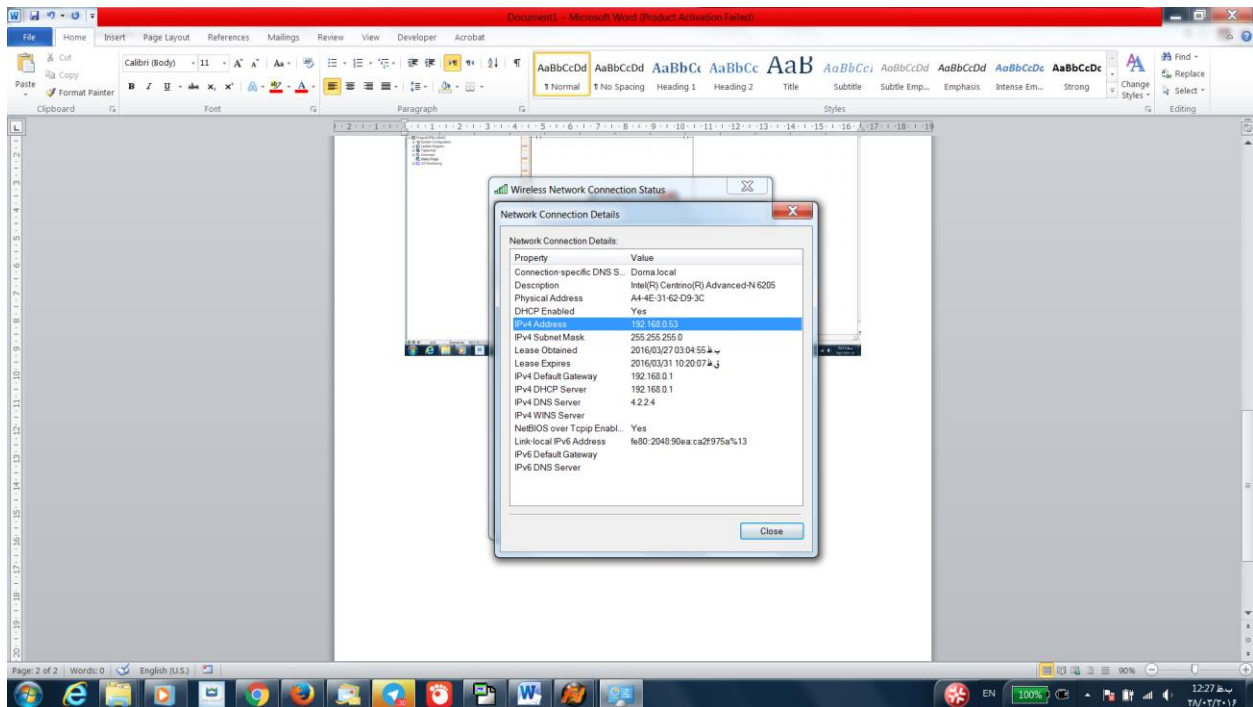 Document1 - Microsoft Word (Product Activation Failed)
File Home Insert Page Layout References Mailings Review View Developer Acrobat
Paste
Cut
Copy
Format Painter
Clipboard
Calibri (Body) 11
Font
Paragraph
AaBbCcDd AaBbCcDd AaBbCc AaBbCc AaB AaBbCc AaBbCcDd AaBbCcDd AaBbCcDc AaBbCcDc
¶ Normal ¶ No Spacing Heading 1 Heading 2 Title Subtitle Subtle Emp... Emphasis Intense Em... Strong
Styles
Change Styles
Find
Replace
Select
Editing
Wireless Network Connection Status
Network Connection Details
Network Connection Details:
Property Value
Connection-specific DNS S... Dorna.local
Description Intel(R) Centrino(R) Advanced-N 6205
Physical Address A4-4E-31-62-D9-3C
DHCP Enabled Yes
IPv4 Address 192.168.0.53
IPv4 Subnet Mask 255.255.255.0
Lease Obtained 2016/03/27 03:04:55 ب.ظ
Lease Expires 2016/03/31 10:20:07 ق.ظ
IPv4 Default Gateway 192.168.0.1
IPv4 DHCP Server 192.168.0.1
IPv4 DNS Server 4.2.2.4
IPv4 WINS Server
NetBIOS over Tcpip Enabl... Yes
Link-local IPv6 Address fe80::2048:90ea:ca2f:975a%13
IPv6 Default Gateway
IPv6 DNS Server
Close
Page: 2 of 2 Words: 0 English (U.S.) 90%
EN 100% 12:27 ب.ظ